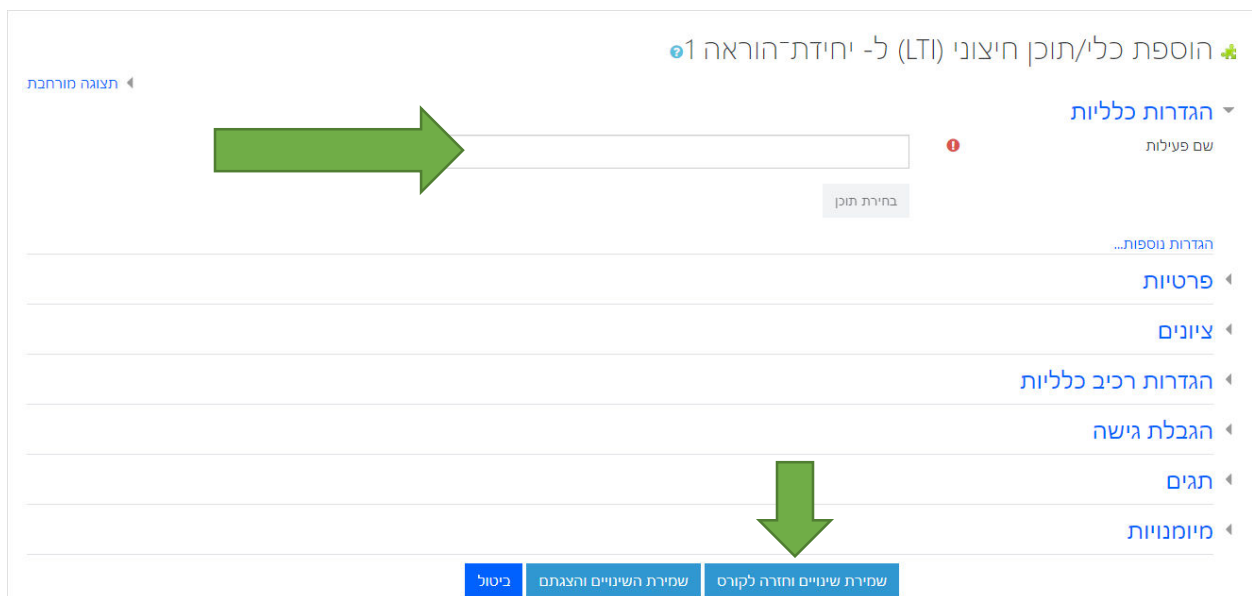 הוספת כלי/תוכן חיצוני (LTI) ל- יחידת־הוראה 1
תצוגה מורחבת
הגדרות כלליות
שם פעילות
בחירת תוכן
הגדרות נוספות...
פרטיות
ציונים
הגדרות רכיב כלליות
הגבלת גישה
תגים
מיומנויות
שמירת שינויים וחזרה לקורס
שמירת השינויים והצגתם
ביטול